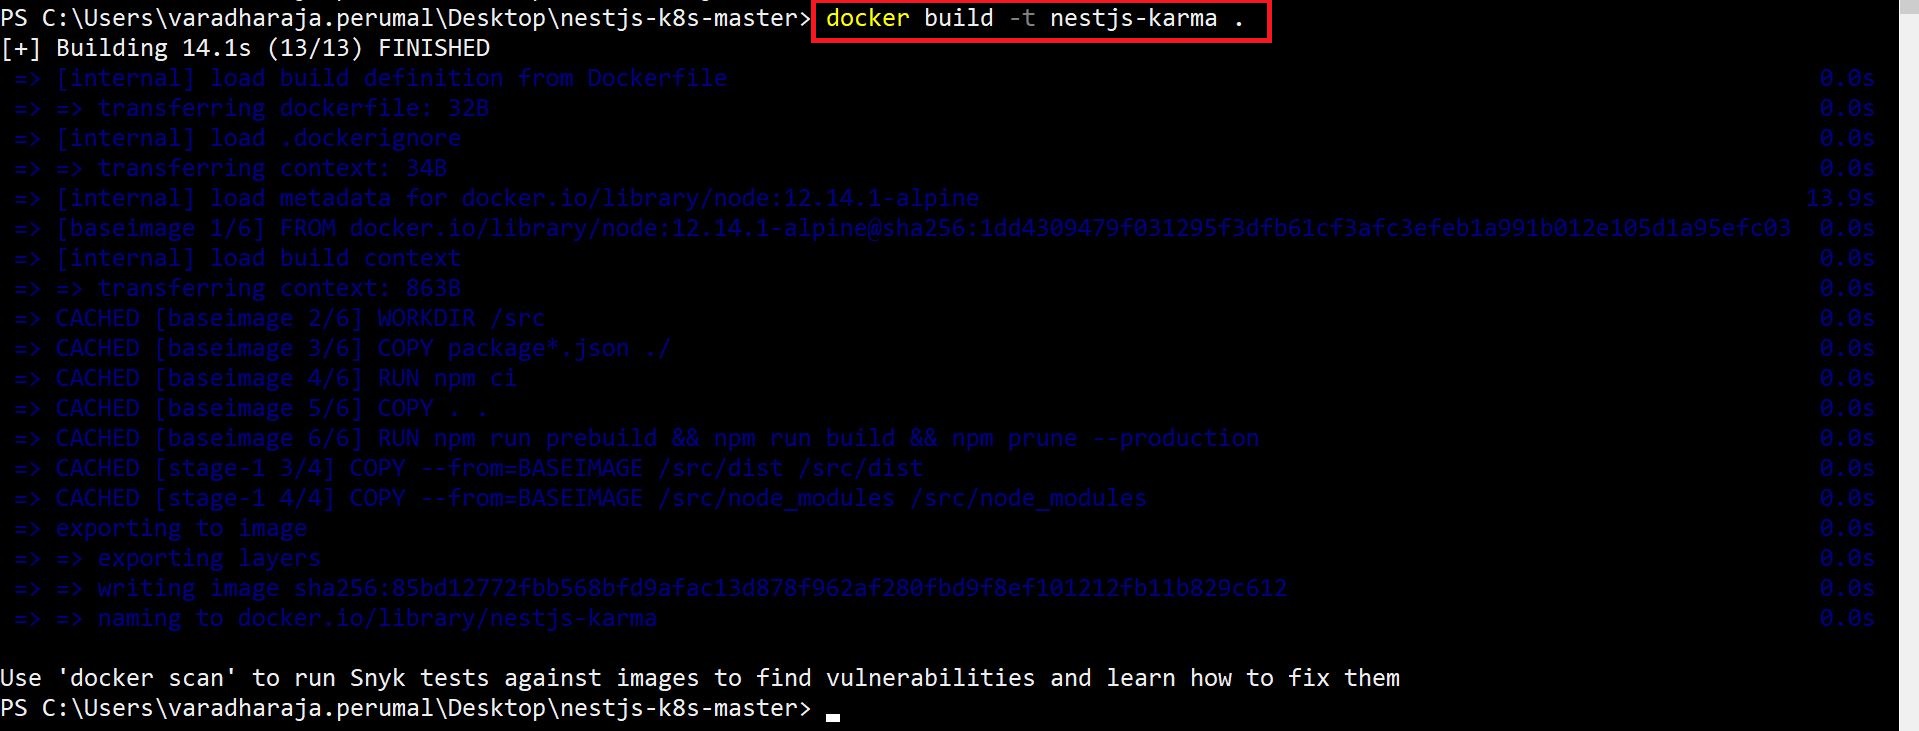 PS C:\Users\varadharaja.perumal\Desktop\nestjs-k8s-master> docker build -t nestjs-karma .
[+] Building 14.1s (13/13) FINISHED
=> [internal] load build definition from Dockerfile 0.0s
=> => transferring dockerfile: 32B 0.0s
=> [internal] load .dockerignore 0.0s
=> => transferring context: 34B 0.0s
=> [internal] load metadata for docker.io/library/node:12.14.1-alpine 13.9s
=> [baseimage 1/6] FROM docker.io/library/node:12.14.1-alpine@sha256:1dd4309479f031295f3dfb61cf3afc3efeb1a991b012e105d1a95efc03 0.0s
=> [internal] load build context 0.0s
=> => transferring context: 863B 0.0s
=> CACHED [baseimage 2/6] WORKDIR /src 0.0s
=> CACHED [baseimage 3/6] COPY package*.json ./ 0.0s
=> CACHED [baseimage 4/6] RUN npm ci 0.0s
=> CACHED [baseimage 5/6] COPY . . 0.0s
=> CACHED [baseimage 6/6] RUN npm run prebuild && npm run build && npm prune --production 0.0s
=> CACHED [stage-1 3/4] COPY --from=BASEIMAGE /src/dist /src/dist 0.0s
=> CACHED [stage-1 4/4] COPY --from=BASEIMAGE /src/node_modules /src/node_modules 0.0s
=> exporting to image 0.0s
=> => exporting layers 0.0s
=> => writing image sha256:85bd12772fbb568bfd9afac13d878f962af280fbd9f8ef101212fb11b829c612 0.0s
=> => naming to docker.io/library/nestjs-karma 0.0s
Use 'docker scan' to run Snyk tests against images to find vulnerabilities and learn how to fix them
PS C:\Users\varadharaja.perumal\Desktop\nestjs-k8s-master>